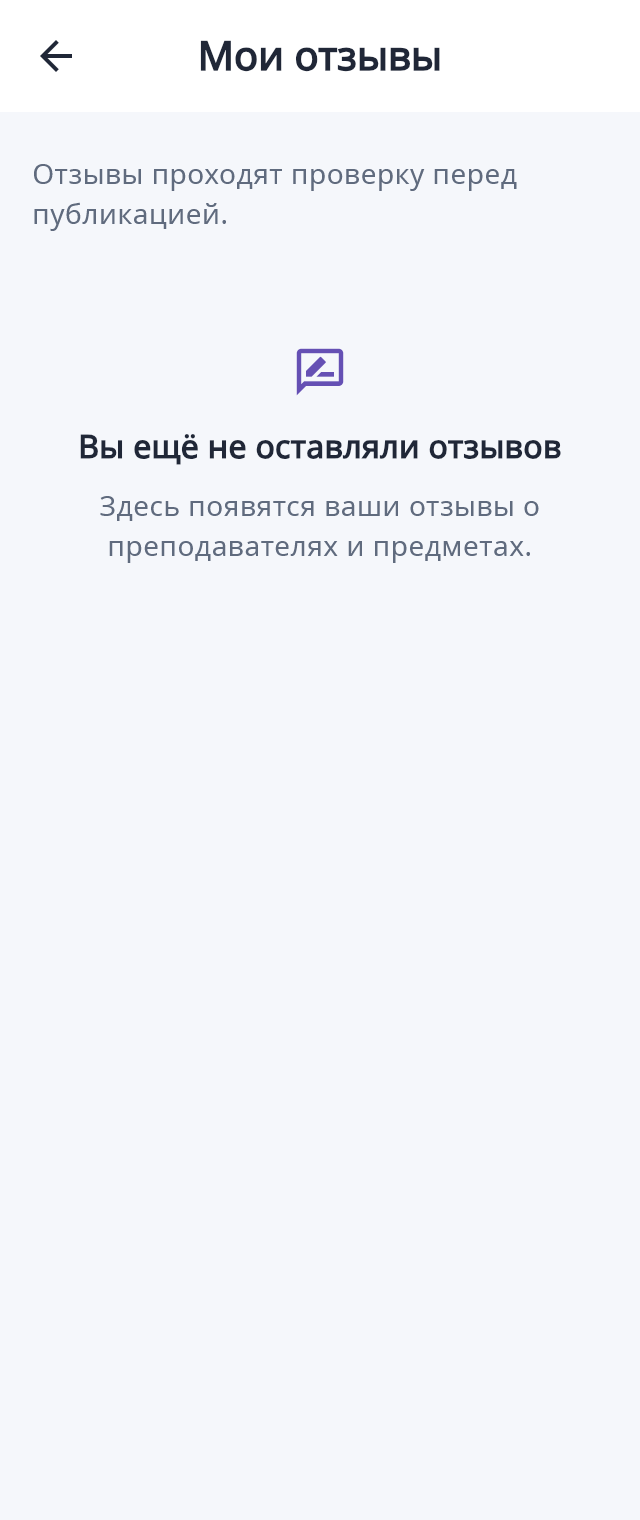 Мои отзывы
Отзывы проходят проверку перед
публикацией.
Вы ещё не оставляли отзывов
Здесь появятся ваши отзывы о
преподавателях и предметах.